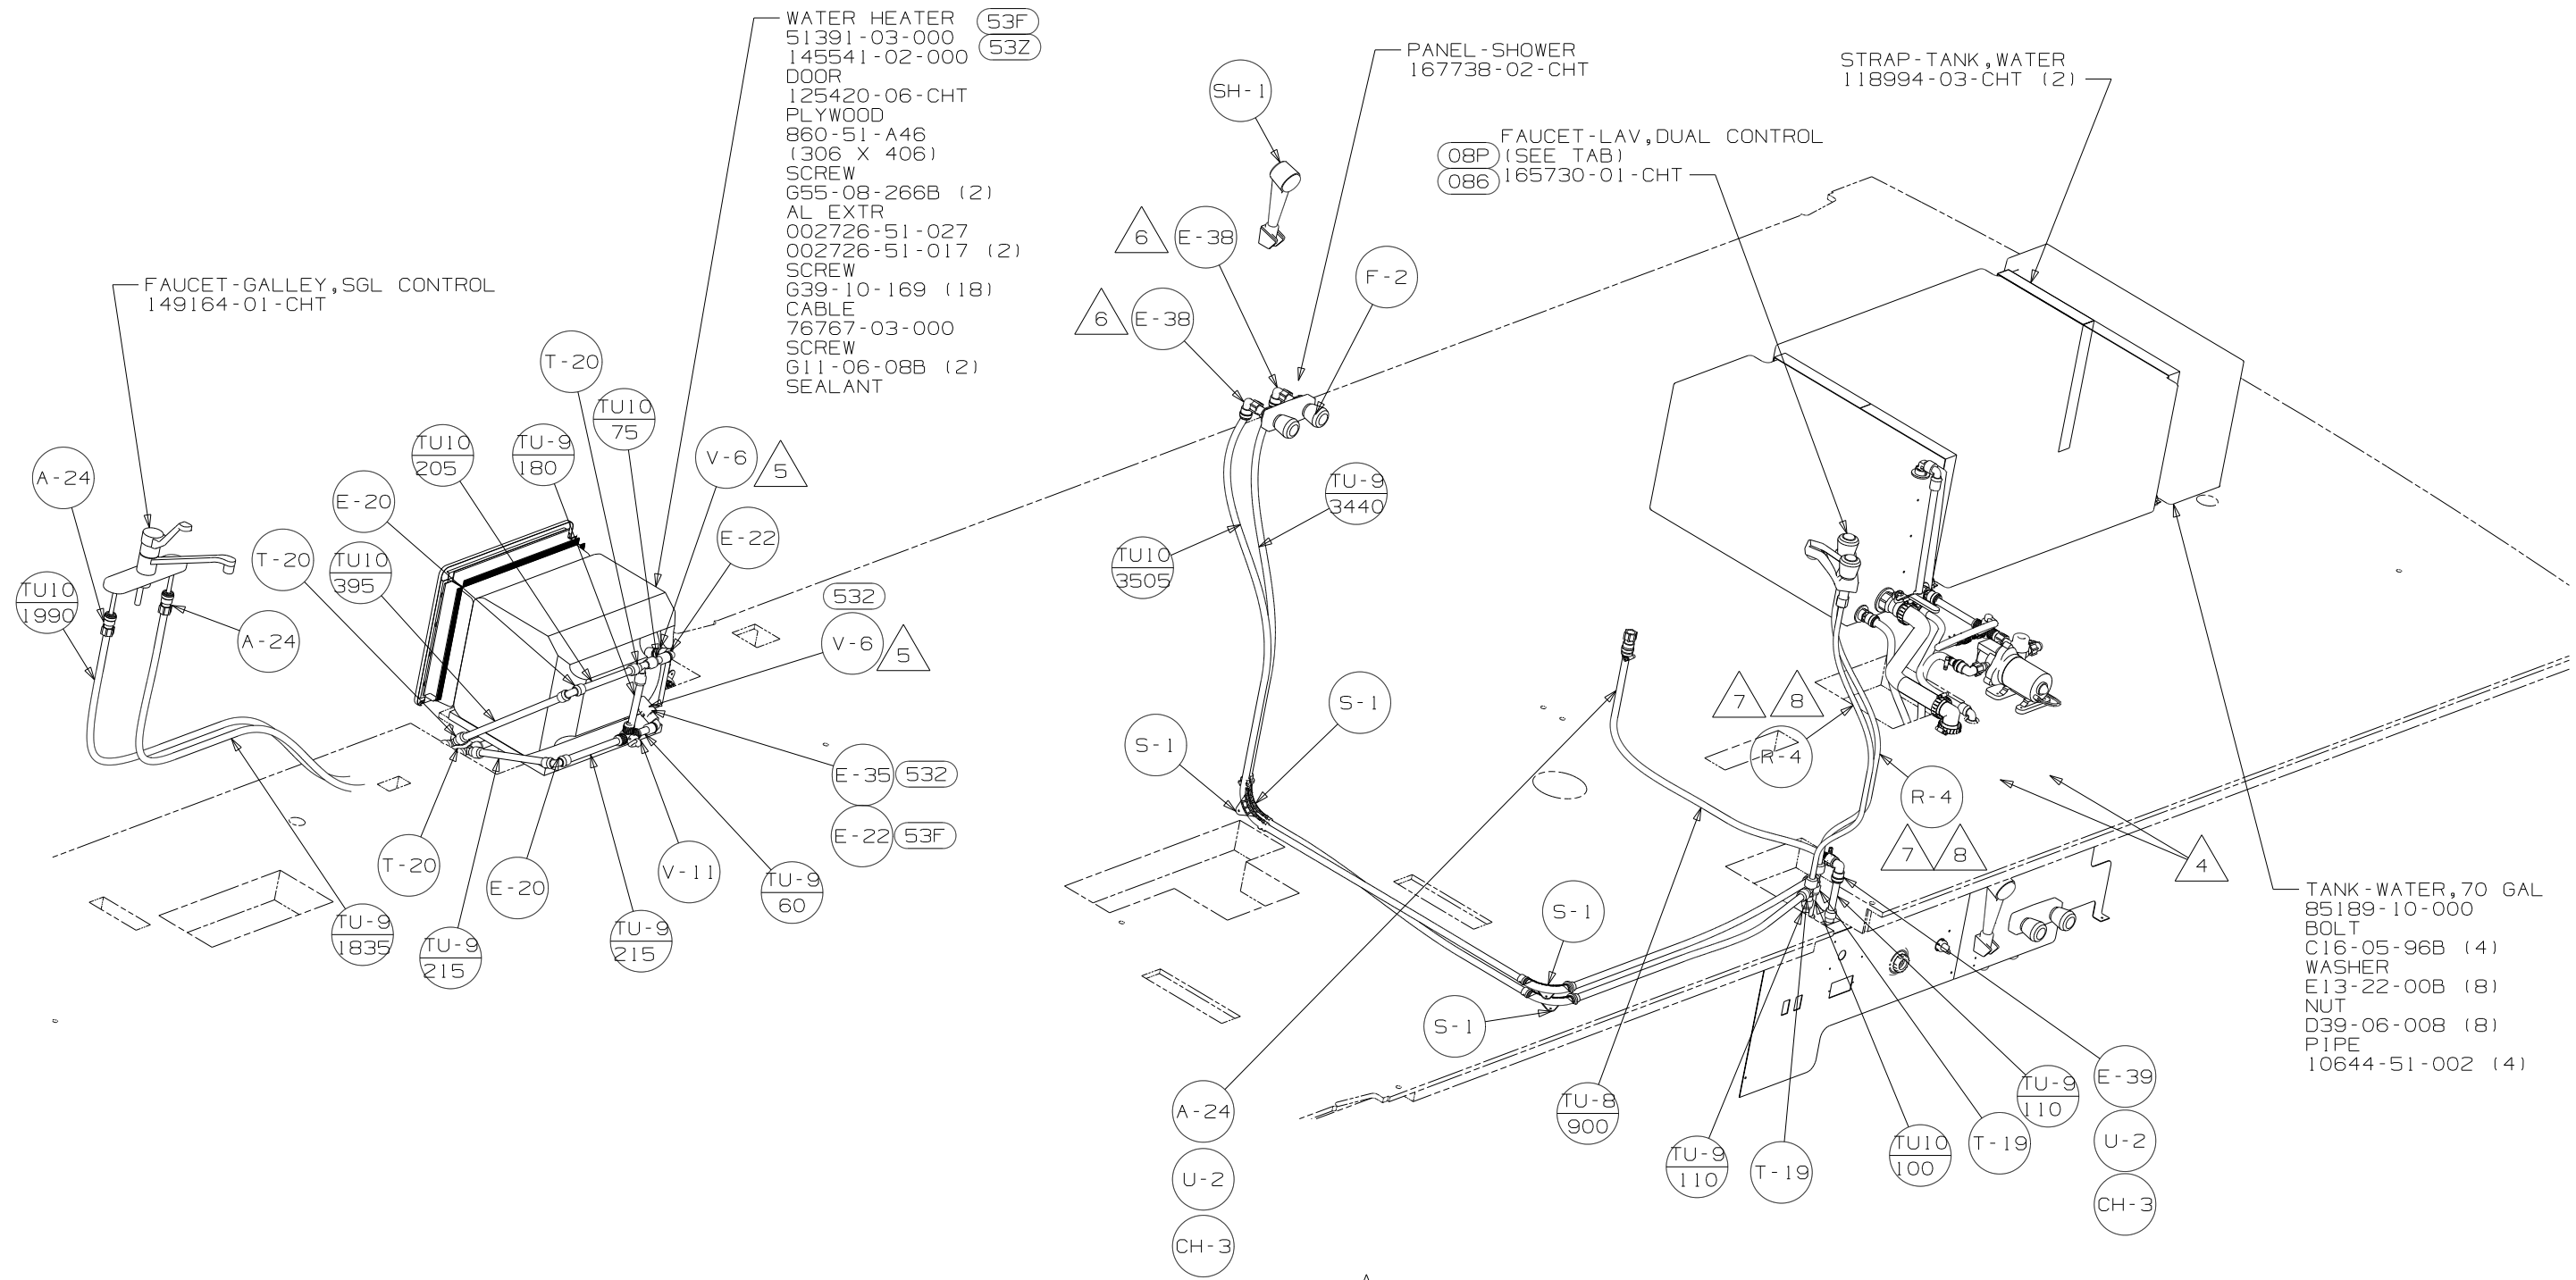 WATER HEATER 53F
51391-03-000 53Z
145541-02-000
DOOR
125420-06-CHT
PLYWOOD
860-51-A46
(306 X 406)
SCREW
G55-08-266B (2)
AL EXTR
002726-51-027
002726-51-017 (2)
SCREW
G39-10-169 (18)
CABLE
76767-03-000
SCREW
G11-06-08B (2)
SEALANT
PANEL-SHOWER
167738-02-CHT
STRAP-TANK,WATER
118994-03-CHT (2)
SH-1
FAUCET-LAV,DUAL CONTROL
08P (SEE TAB)
086 165730-01-CHT
6 E-38
F-2
6 E-38
FAUCET-GALLEY,SGL CONTROL
149164-01-CHT
T-20
TU10
75
TU10
205
TU-9
180
V-6 5
A-24
E-20
E-22
TU-9
3440
T-20
TU10
395
TU10
3505
TU10
1990
A-24
532
V-6 5
S-1
S-1
7 8
R-4
E-35 532
R-4
7 8
E-22 53F
4
T-20
E-20
V-11
TU-9
60
TU-9
1835
TU-9
215
TU-9
215
S-1
S-1
TANK-WATER,70 GAL
85189-10-000
BOLT
C16-05-96B (4)
WASHER
E13-22-00B (8)
NUT
D39-06-008 (8)
PIPE
10644-51-002 (4)
A-24
U-2
CH-3
TU-8
900
TU-9
110
T-19
TU10
100
T-19
TU-9
110
E-39
U-2
CH-3